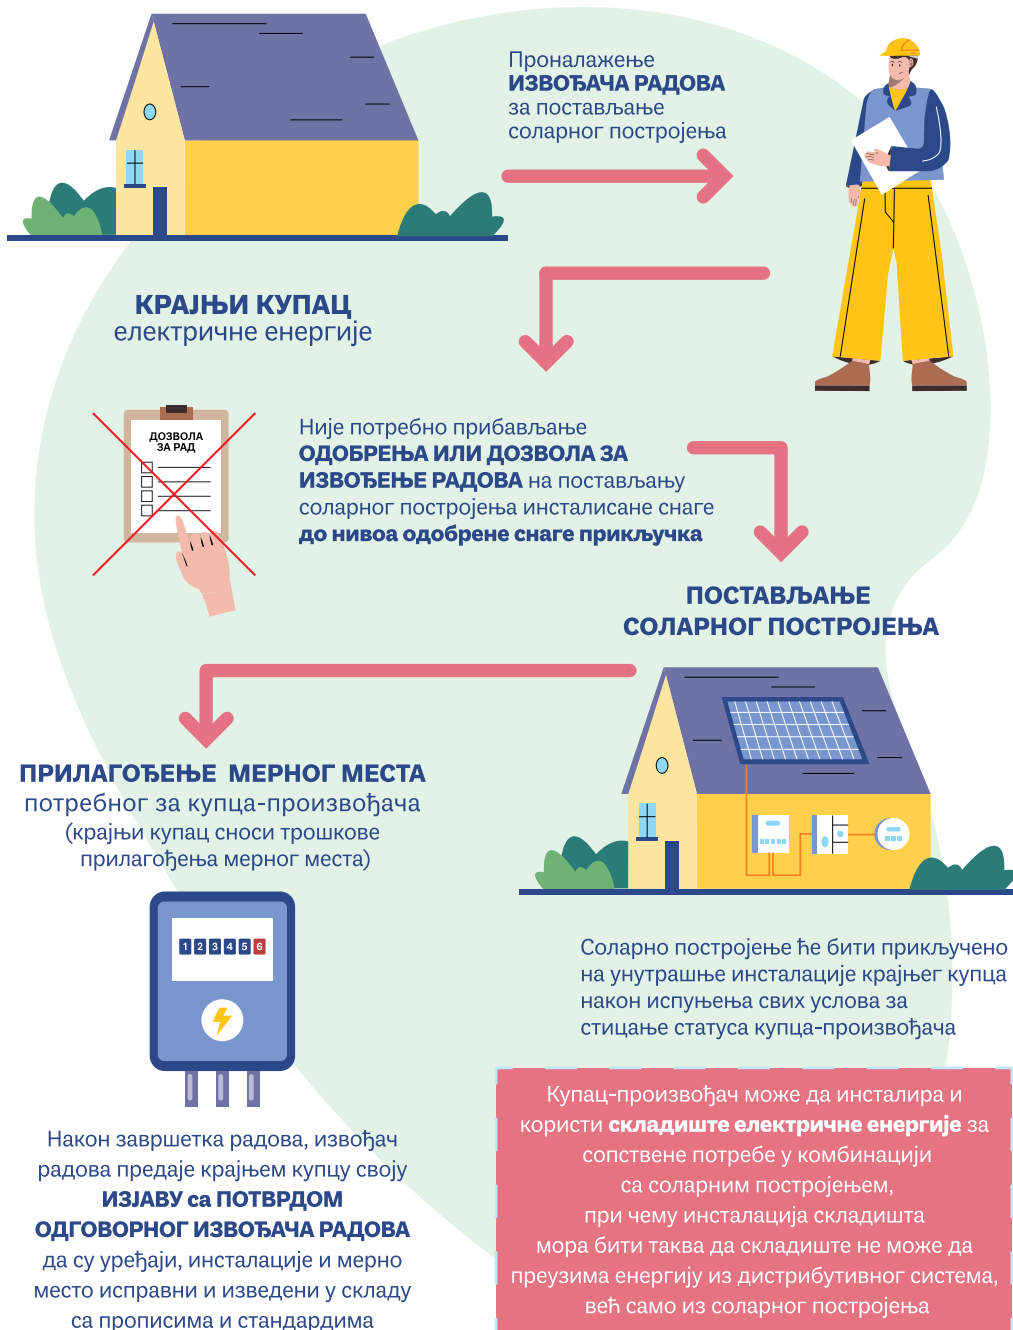 Проналажење
ИЗВОЂАЧА РАДОВА
за постављање
соларног постројења
КРАЈЊИ КУПАЦ
електричне енергије
ДОЗВОЛА
ЗА РАД
Није потребно прибављање
ОДОБРЕЊА ИЛИ ДОЗВОЛА ЗА
ИЗВОЂЕЊЕ РАДОВА на постављању
соларног постројења инсталисане снаге
до нивоа одобрене снаге прикључка
ПОСТАВЉАЊЕ
СОЛАРНОГ ПОСТРОЈЕЊА
ПРИЛАГОЂЕЊЕ МЕРНОГ МЕСТА
потребног за купца-произвођача
(крајњи купац сноси трошкове
прилагођења мерног места)
1 2 3 4 5 6
Соларно постројење ће бити прикључено
на унутрашње инсталације крајњег купца
након испуњења свих услова за
стицање статуса купца-произвођача
Након завршетка радова, извођач
радова предаје крајњем купцу своју
ИЗЈАВУ са ПОТВРДОМ
ОДГОВОРНОГ ИЗВОЂАЧА РАДОВА
да су уређаји, инсталације и мерно
место исправни и изведени у складу
са прописима и стандардима
Купац-произвођач може да инсталира и
користи складиште електричне енергије за
сопствене потребе у комбинацији
са соларним постројењем,
при чему инсталација складишта
мора бити таква да складиште не може да
преузима енергију из дистрибутивног система,
већ само из соларног постројења